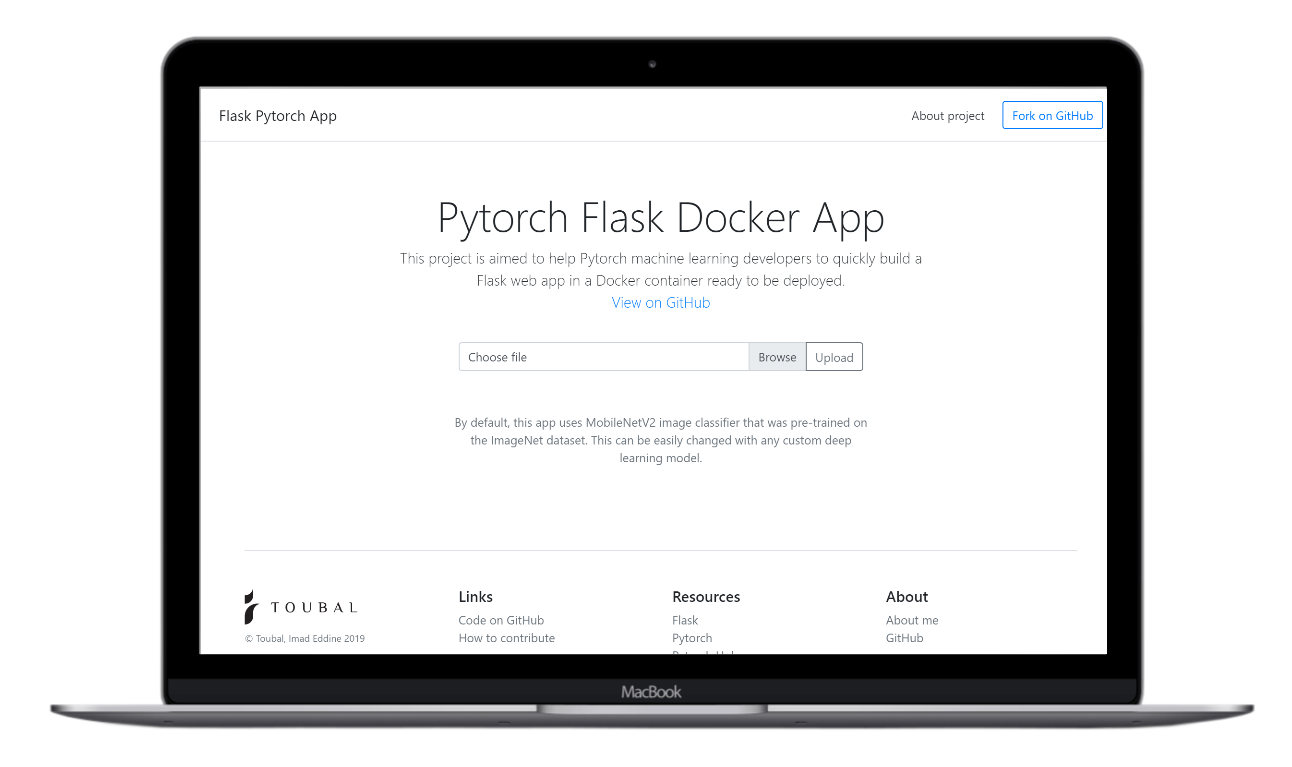 Flask Pytorch App
About project
Fork on GitHub
Pytorch Flask Docker App
This project is aimed to help Pytorch machine learning developers to quickly build a
Flask web app in a Docker container ready to be deployed.
View on GitHub
Choose file
Browse
Upload
By default, this app uses MobileNetV2 image classifier that was pre-trained on
the ImageNet dataset. This can be easily changed with any custom deep
learning model.
TOUBAL
© Toubal, Imad Eddine 2019
Links
Code on GitHub
How to contribute
Resources
Flask
Pytorch
About
About me
GitHub
MacBook